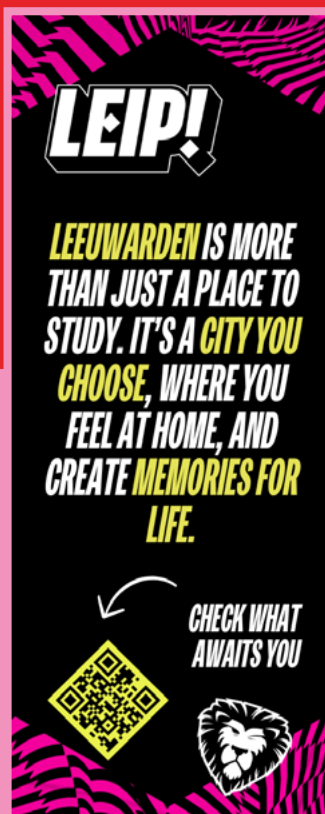 LEIP!
LEEUWARDEN IS MORE
THAN JUST A PLACE TO
STUDY. IT'S A CITY YOU
CHOOSE, WHERE YOU
FEEL AT HOME, AND
CREATE MEMORIES FOR
LIFE.
CHECK WHAT
AWAITS YOU